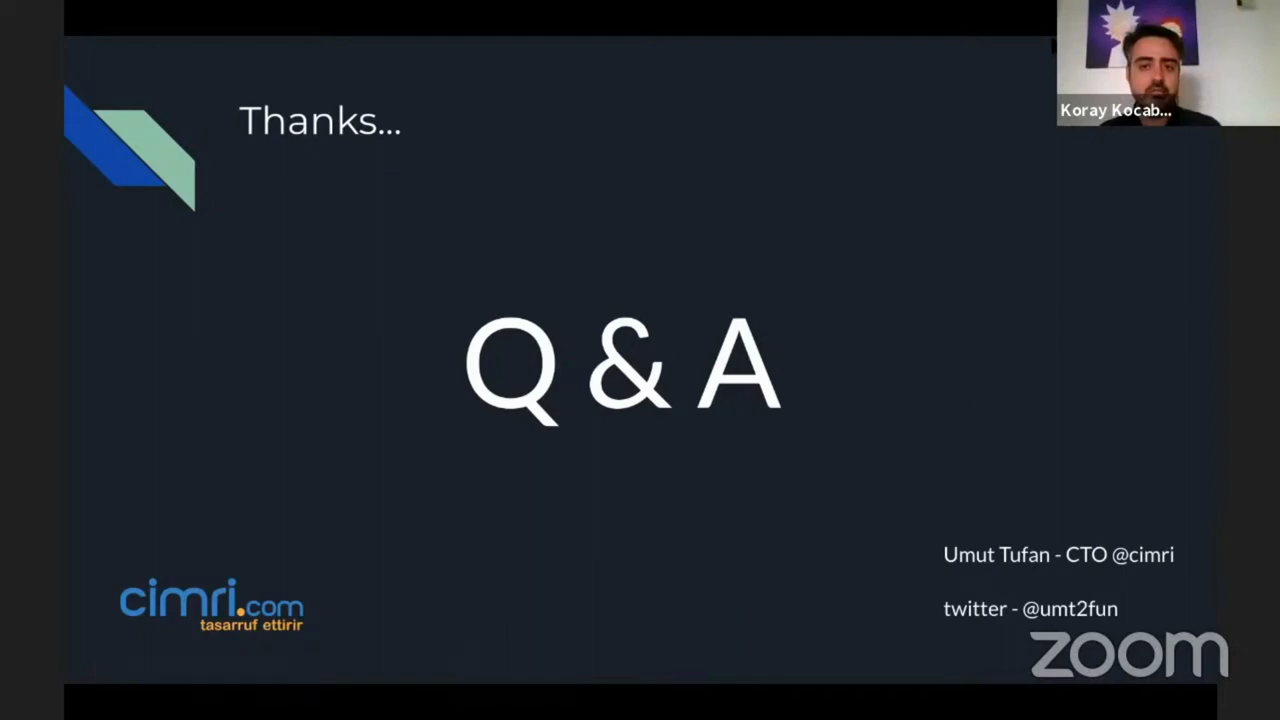 Thanks...
Koray Kocab...
Q & A
Umut Tufan - CTO @cimri
twitter - @umt2fun
cimri.com
tasarruf ettirir
zoom